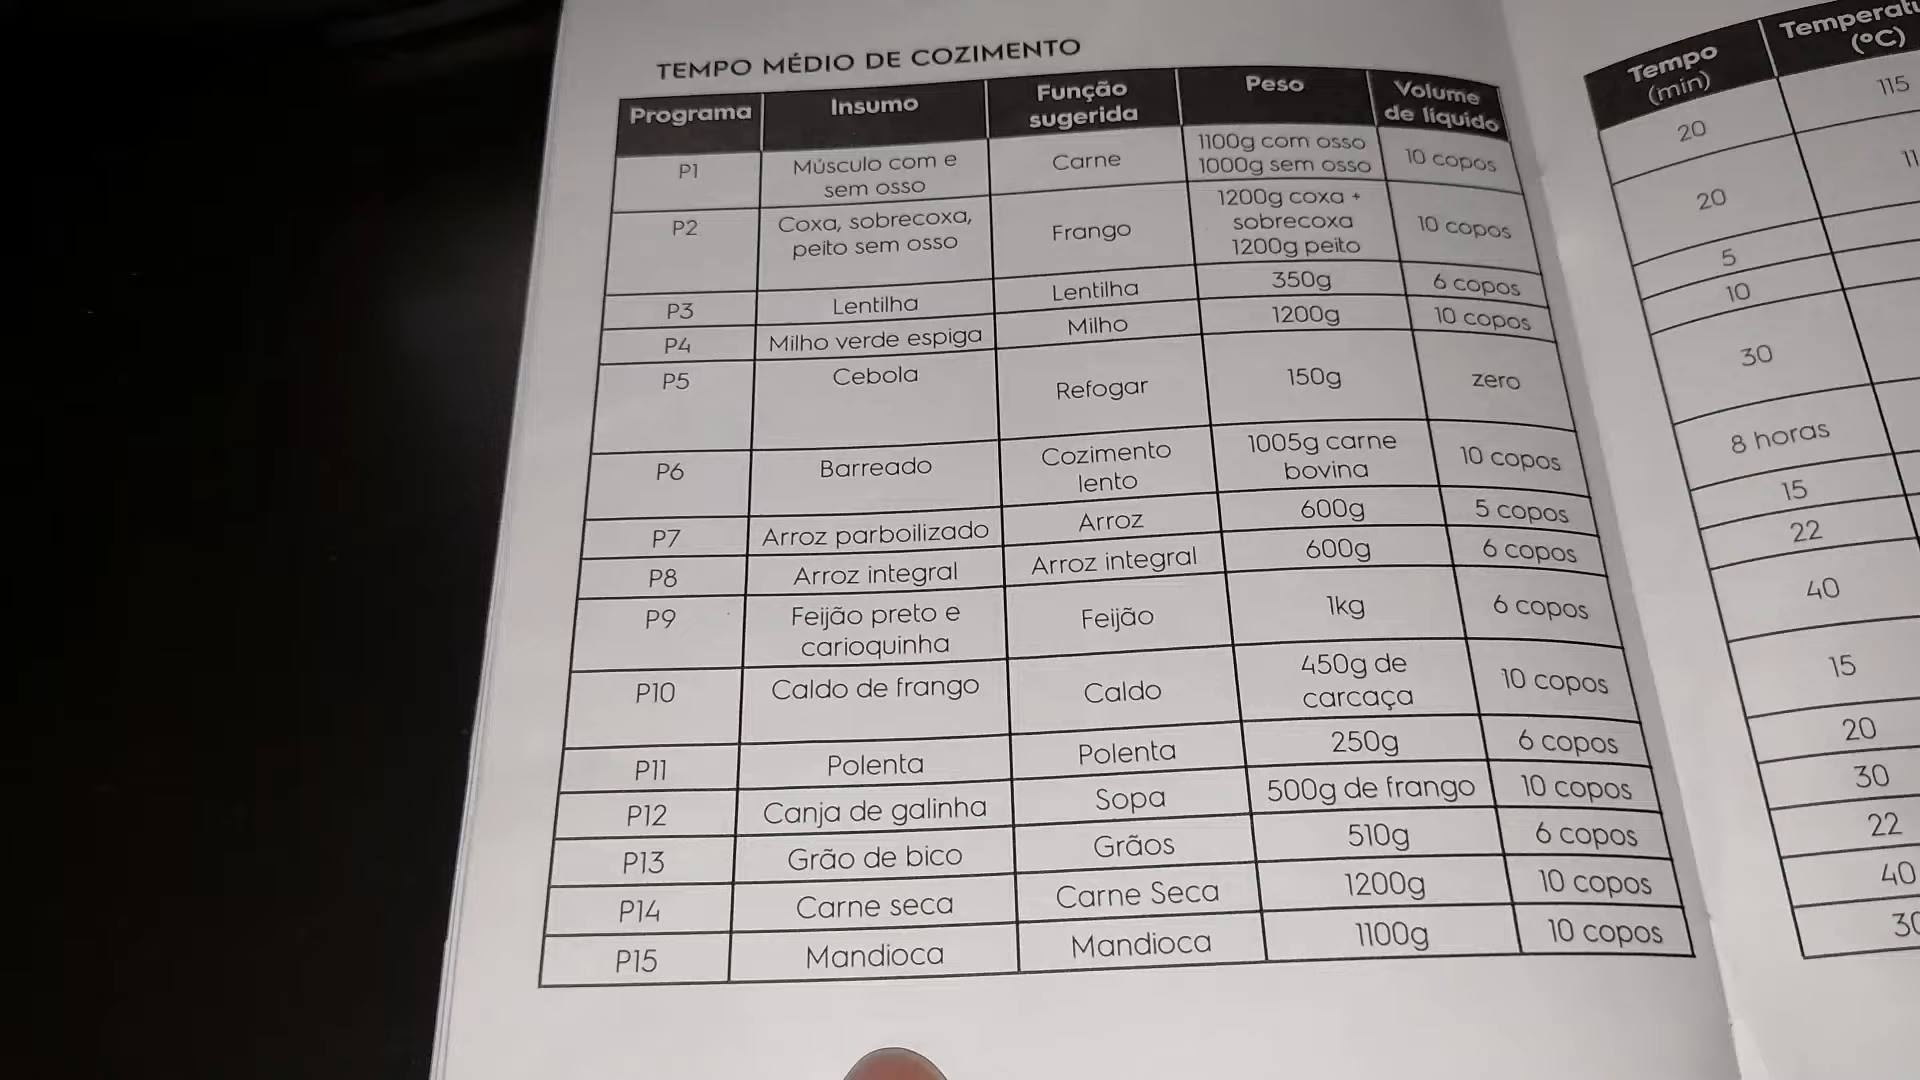 TEMPO MÉDIO DE COZIMENTO
Programa Insumo Função sugerida Peso Volume de líquido
P1 Músculo com e sem osso Carne 1100g com osso 1000g sem osso 10 copos
P2 Coxa, sobrecoxa, peito sem osso Frango 1200g coxa + sobrecoxa 1200g peito 10 copos
P3 Lentilha Lentilha 350g 6 copos
P4 Milho verde espiga Milho 1200g 10 copos
P5 Cebola Refogar 150g zero
P6 Barreado Cozimento lento 1005g carne bovina 10 copos
P7 Arroz parboilizado Arroz 600g 5 copos
P8 Arroz integral Arroz integral 600g 6 copos
P9 Feijão preto e carioquinha Feijão 1kg 6 copos
P10 Caldo de frango Caldo 450g de carcaça 10 copos
P11 Polenta Polenta 250g 6 copos
P12 Canja de galinha Sopa 500g de frango 10 copos
P13 Grão de bico Grãos 510g 6 copos
P14 Carne seca Carne Seca 1200g 10 copos
P15 Mandioca Mandioca 1100g 10 copos
Tempo (min) (°C)
20 115
20
5
10
30
8 horas
15
22
40
15
20
30
22
40